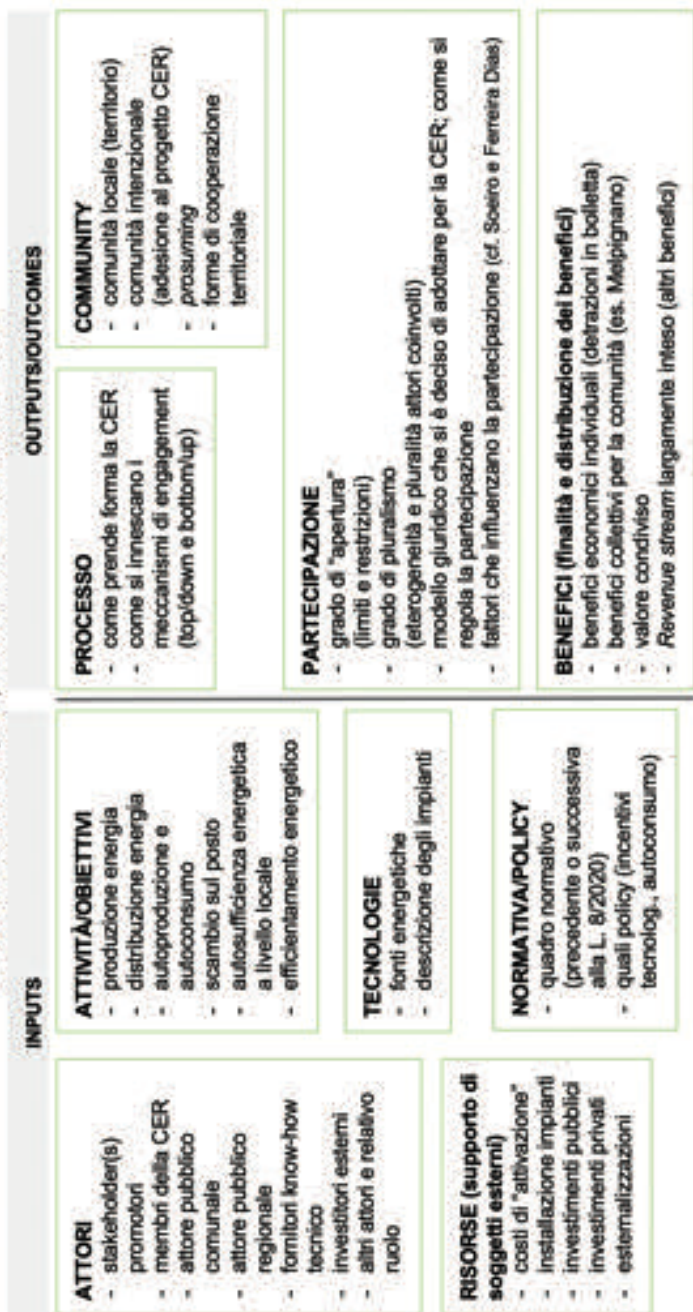 INPUTS
ATTORI
- stakeholder(s)
promotori
- membri della CER
- attore pubblico
comunale
- attore pubblico
regionale
- fornitori know-how
tecnico
- investitori esterni
- altri attori e relativo
ruolo
RISORSE (supporto di
soggetti esterni)
- costi di "attivazione"
- installazione impianti
- investimenti pubblici
- investimenti privati
- esternalizzazioni
ATTIVITÀ/OBIETTIVI
- produzione energia
- distribuzione energia
- autoproduzione e
autoconsumo
- scambio sul posto
- autosufficienza energetica
a livello locale
- efficientamento energetico
TECNOLOGIE
- fonti energetiche
- descrizione degli impianti
NORMATIVA/POLICY
- quadro normativo
(precedente o successiva
alla L. 8/2020)
- quali policy (incentivi
tecnolog., autoconsumo)
OUTPUTS/OUTCOMES
PROCESSO
- come prende forma la CER
- come si innescano i
meccanismi di engagement
(top/down e bottom/up)
COMMUNITY
- comunità locale (territorio)
- comunità intenzionale
(adesione al progetto CER)
- prosuming
- forme di cooperazione
territoriale
PARTECIPAZIONE
- grado di "apertura"
(limiti e restrizioni)
- grado di pluralismo
(eterogeneità e pluralità attori coinvolti)
- modello giuridico che si è deciso di adottare per la CER; come si
regola la partecipazione
- fattori che influenzano la partecipazione (cf. Soeiro e Ferreira Dias)
BENEFICI (finalità e distribuzione dei benefici)
- benefici economici individuali (detrazioni in bolletta)
- benefici collettivi per la comunità (es. Melpignano)
- valore condiviso
- Revenue stream largamente inteso (altri benefici)